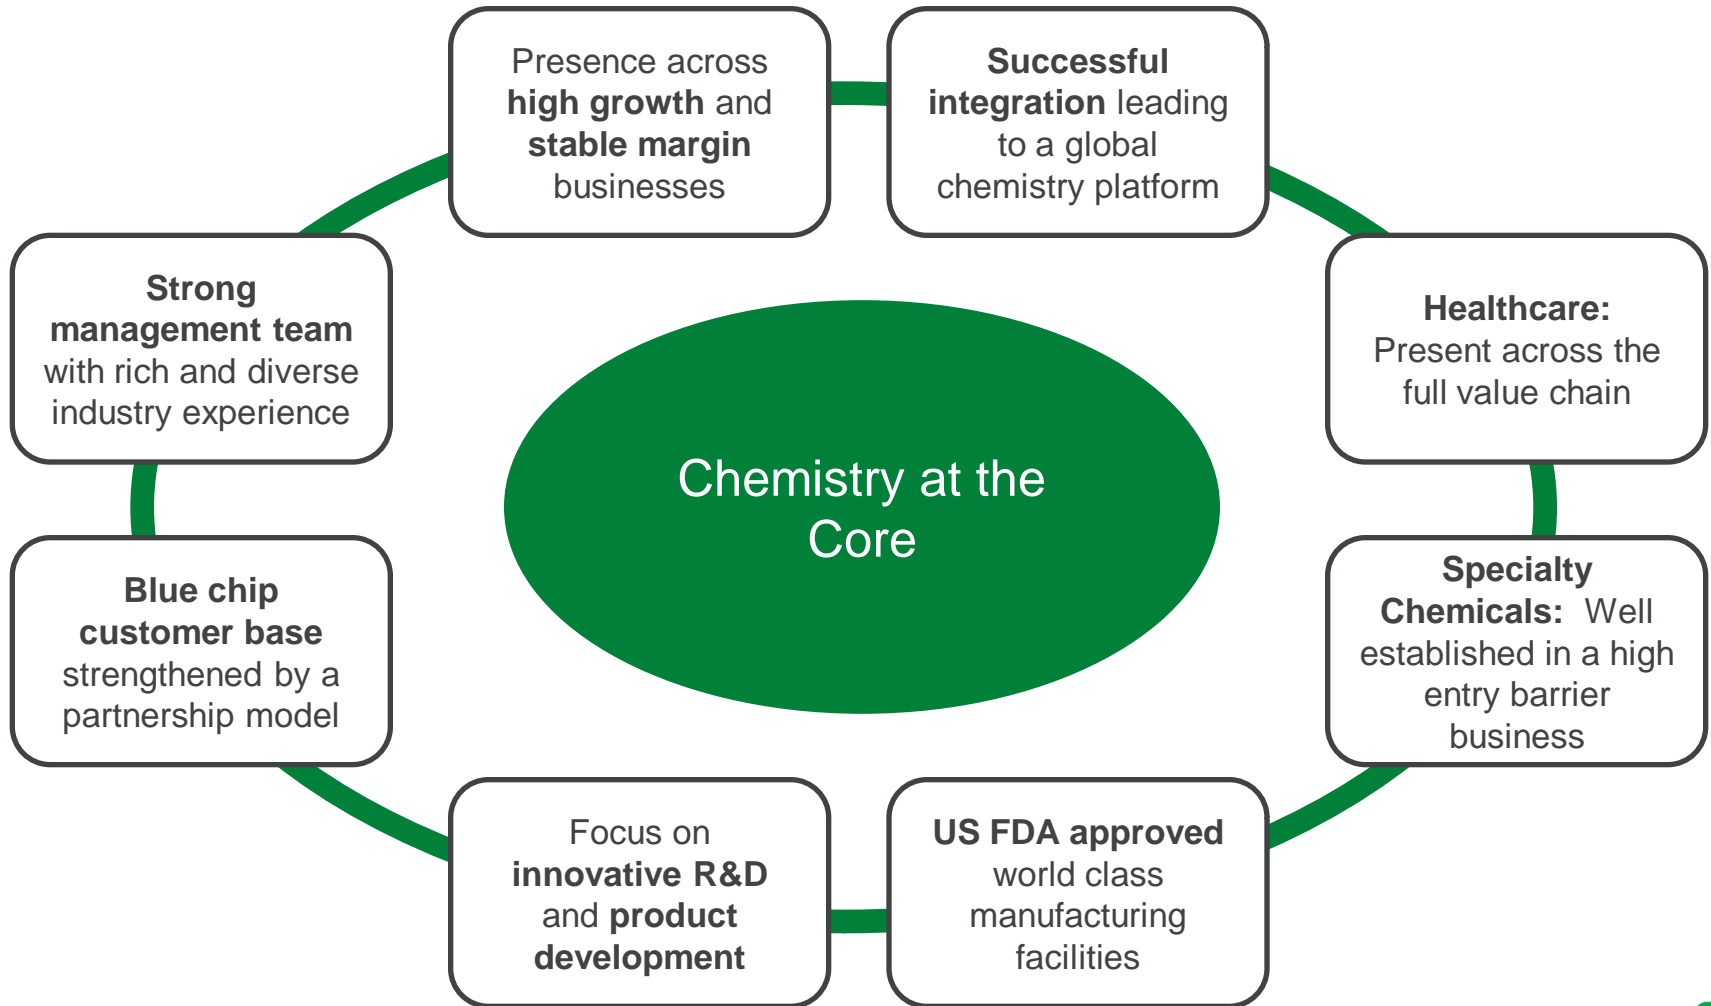 Presence across
high growth and
stable margin
businesses
Successful
integration leading
to a global
chemistry platform
Strong
management team
with rich and diverse
industry experience
Healthcare:
Present across the
full value chain
Chemistry at the
Core
Blue chip
customer base
strengthened by a
partnership model
Specialty
Chemicals:  Well
established in a high
entry barrier
business
Focus on
innovative R&D
and product
development
US FDA approved
world class
manufacturing
facilities